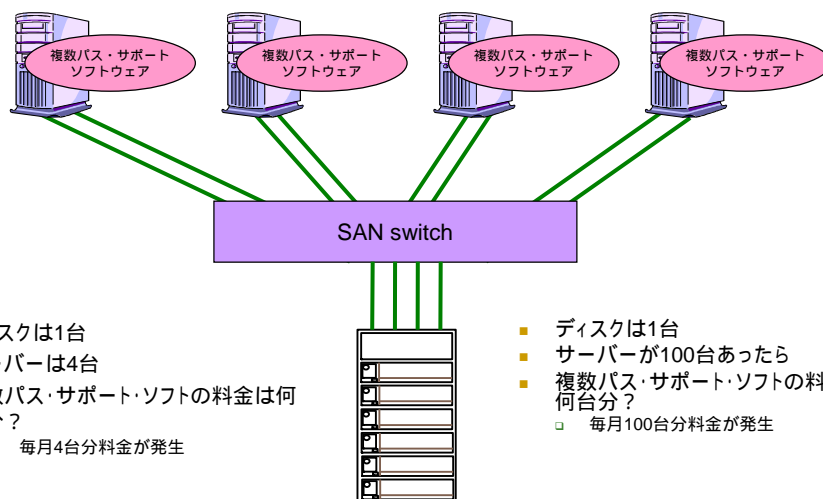 複数パス・サポート
ソフトウェア
複数パス・サポート
ソフトウェア
複数パス・サポート
ソフトウェア
複数パス・サポート
ソフトウェア
SAN switch
スクは1台
ーバーは4台
数パス･サポート･ソフトの料金は何
？
毎月4台分料金が発生
ディスクは1台
サーバーが100台あったら
複数パス･サポート･ソフトの料
何台分？
毎月100台分料金が発生